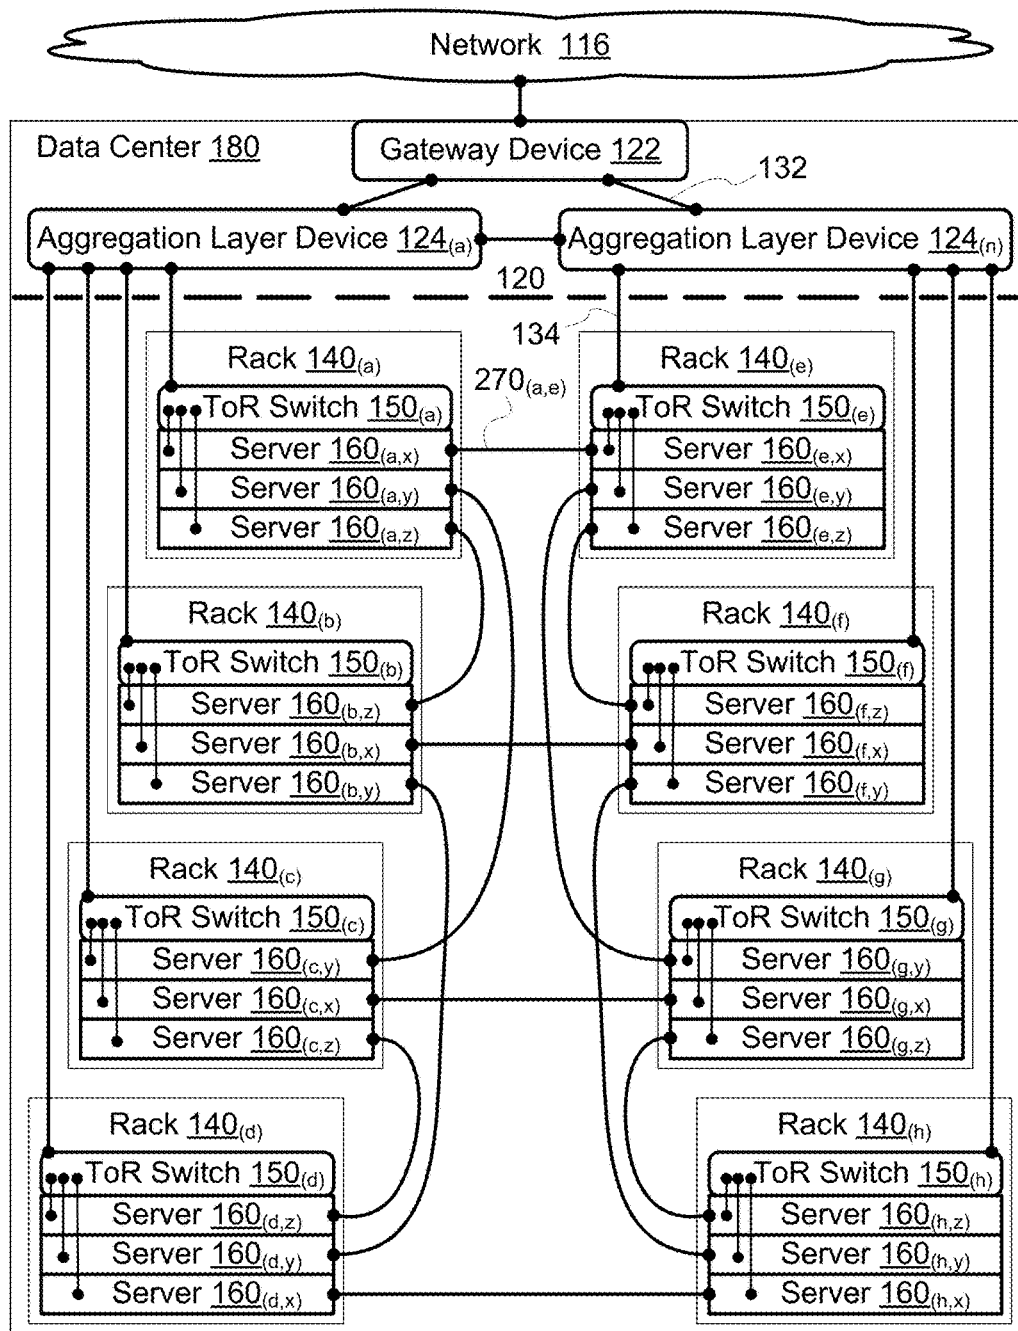 Network 116
Data Center 180
Gateway Device 122
132
Aggregation Layer Device 124(a)
Aggregation Layer Device 124(n)
120
134
Rack 140(a)
ToR Switch 150(a)
Server 160(a,x)
Server 160(a,y)
Server 160(a,z)
270(a,e)
Rack 140(e)
ToR Switch 150(e)
Server 160(e,x)
Server 160(e,y)
Server 160(e,z)
Rack 140(b)
ToR Switch 150(b)
Server 160(b,z)
Server 160(b,x)
Server 160(b,y)
Rack 140(f)
ToR Switch 150(f)
Server 160(f,z)
Server 160(f,x)
Server 160(f,y)
Rack 140(c)
ToR Switch 150(c)
Server 160(c,y)
Server 160(c,x)
Server 160(c,z)
Rack 140(g)
ToR Switch 150(g)
Server 160(g,y)
Server 160(g,x)
Server 160(g,z)
Rack 140(d)
ToR Switch 150(d)
Server 160(d,z)
Server 160(d,y)
Server 160(d,x)
Rack 140(h)
ToR Switch 150(h)
Server 160(h,z)
Server 160(h,y)
Server 160(h,x)